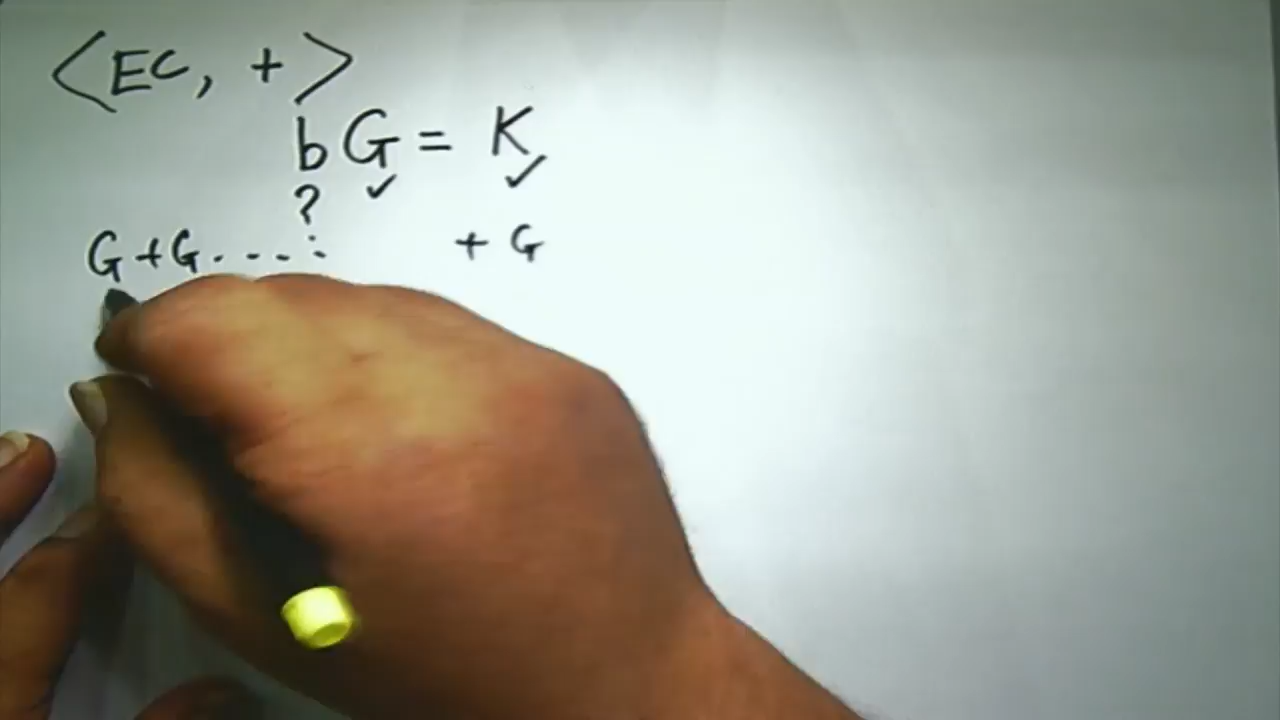 <EC, +>
bG = K
? ✓ ✓
G+G. - - - : + G